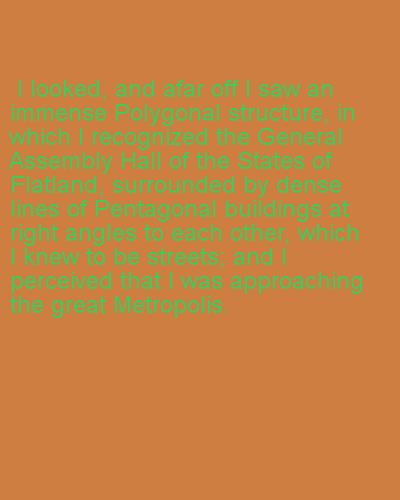 I looked, and afar off I saw an
immense Polygonal structure, in
which I recognized the General
Assembly Hall of the States of
Flatland, surrounded by dense
lines of Pentagonal buildings at
right angles to each other, which
I knew to be streets; and I
perceived that I was approaching
the great Metropolis.